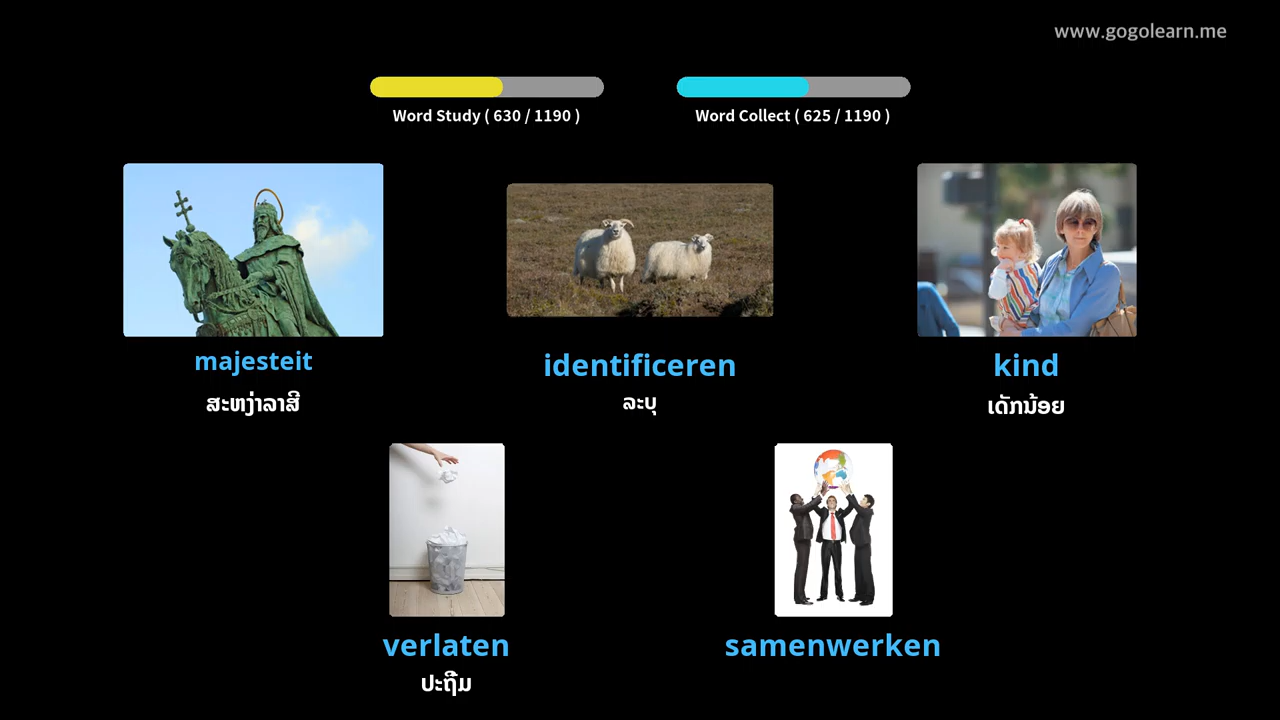 www.gogolearn.me
Word Study ( 630 / 1190 )
Word Collect ( 625 / 1190 )
majesteit
ສະຫງ່າລາສີ
identificeren
ລະບຸ
kind
ເດັກນ້ອຍ
verlaten
ປະຖິ້ມ
samenwerken